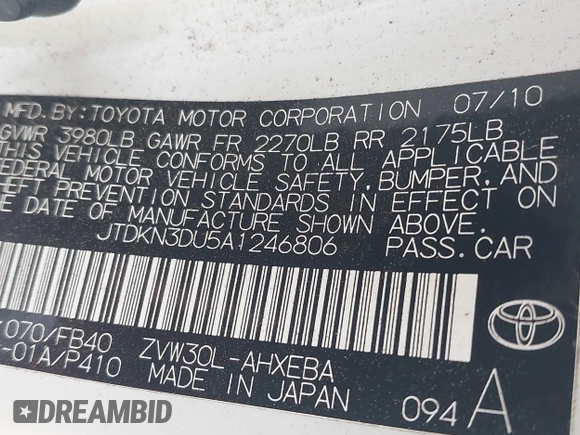 MFD.BY:TOYOTA MOTOR CORPORATION 07/10
GVWR 3980LB GAWR FR 2270LB RR 2175LB
THIS VEHICLE CONFORMS TO ALL APPLICABLE
FEDERAL MOTOR VEHICLE SAFETY,BUMPER,AND
THEFT PREVENTION STANDARDS IN EFFECT ON
THE DATE OF MANUFACTURE SHOWN ABOVE.
JTDKN3DU5A1246806 PASS.CAR
070/FB40 ZVW30L-AHXEBA
-01A/P410 MADE IN JAPAN
094A
DREAMBID